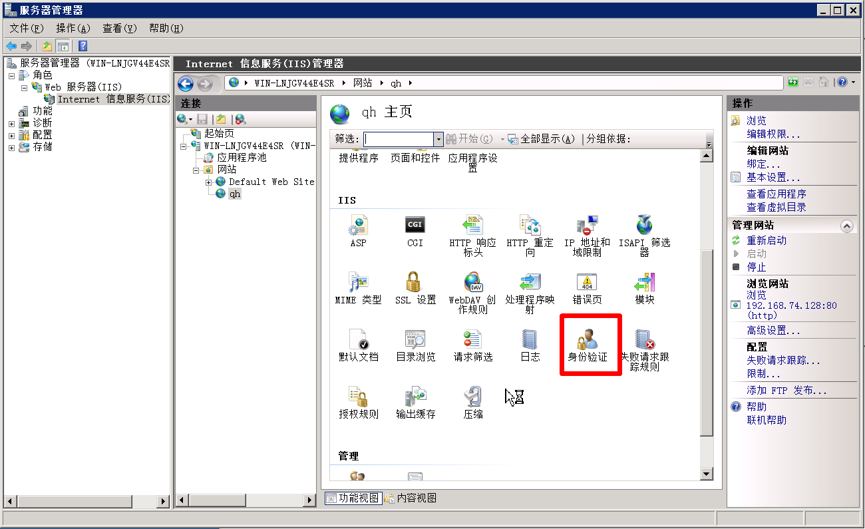 服务器管理器
文件(F) 操作(A) 查看(V) 帮助(H)
服务器管理器 (WIN-LNJGV44E4SR
角色
Web 服务器(IIS)
Internet 信息服务(IIS)
功能
诊断
配置
存储
Internet 信息服务(IIS)管理器
WIN-LNJGV44E4SR 网站 qh
连接
起始页
WIN-LNJGV44E4SR (WIN-
应用程序池
网站
Default Web Site
qh
qh 主页
筛选: 开始(G) 全部显示(A) 分组依据:
提供程序 页面和控件 应用程序设
置
IIS
ASP CGI HTTP 响应 HTTP 重定 IP 地址和 ISAPI 筛选
标头 向 域限制 器
MIME 类型 SSL 设置 WebDAV 创 处理程序映 错误页 模块
作规则 射
默认文档 目录浏览 请求筛选 日志 身份验证 失败请求跟
踪规则
授权规则 输出缓存 压缩
管理
功能视图 内容视图
操作
浏览
编辑权限...
编辑网站
绑定...
基本设置...
查看应用程序
查看虚拟目录
管理网站
重新启动
启动
停止
浏览网站
浏览
192.168.74.128:80
(http)
高级设置...
配置
失败请求跟踪...
限制...
添加 FTP 发布...
帮助
联机帮助